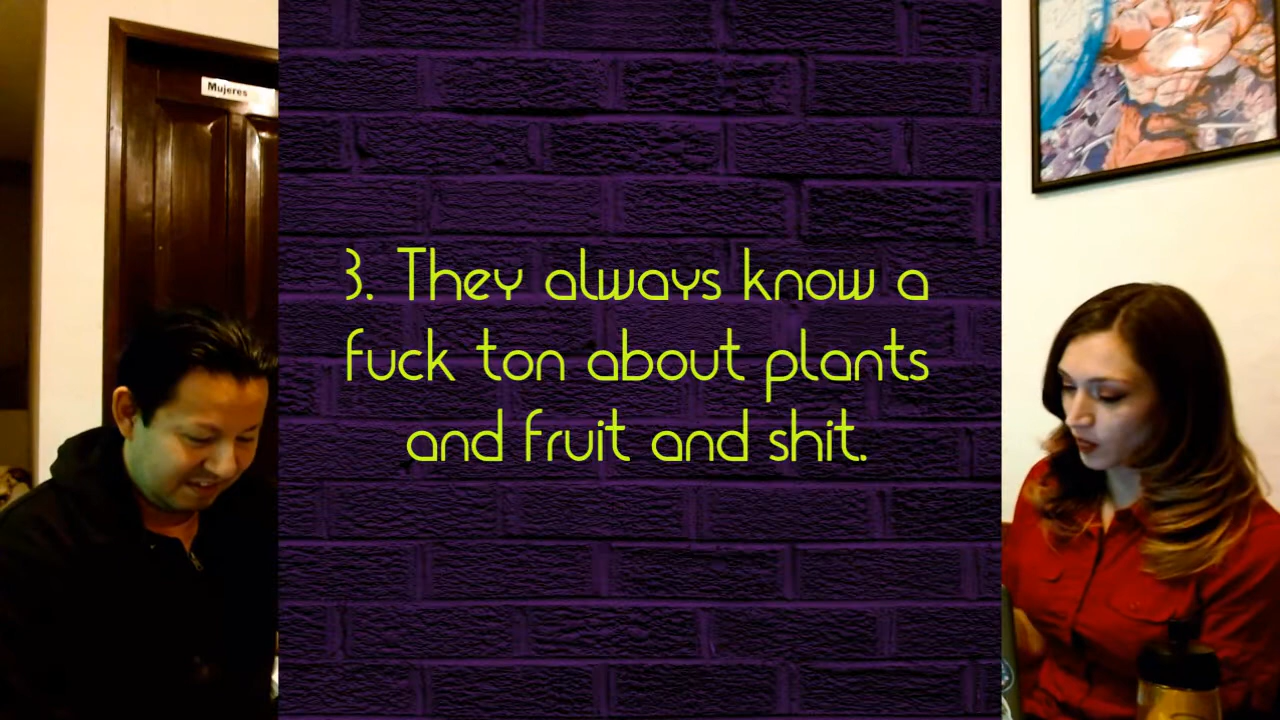 Mujeres
3. They always know a
fuck ton about plants
and fruit and shit.